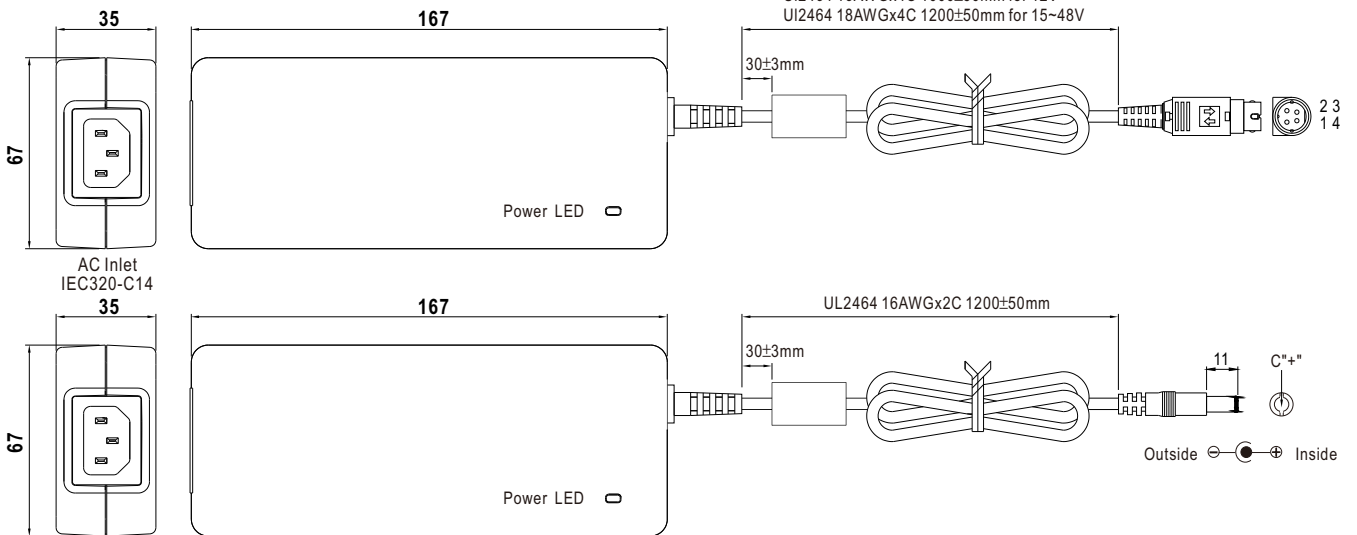 35
167
UI2464 18AWGx4C 1200±50mm for 15~48V
30±3mm
67
2 3
1 4
Power LED
AC Inlet
IEC320-C14
35
167
UL2464 16AWGx2C 1200±50mm
30±3mm
11
C"+"
67
Outside
Inside
Power LED